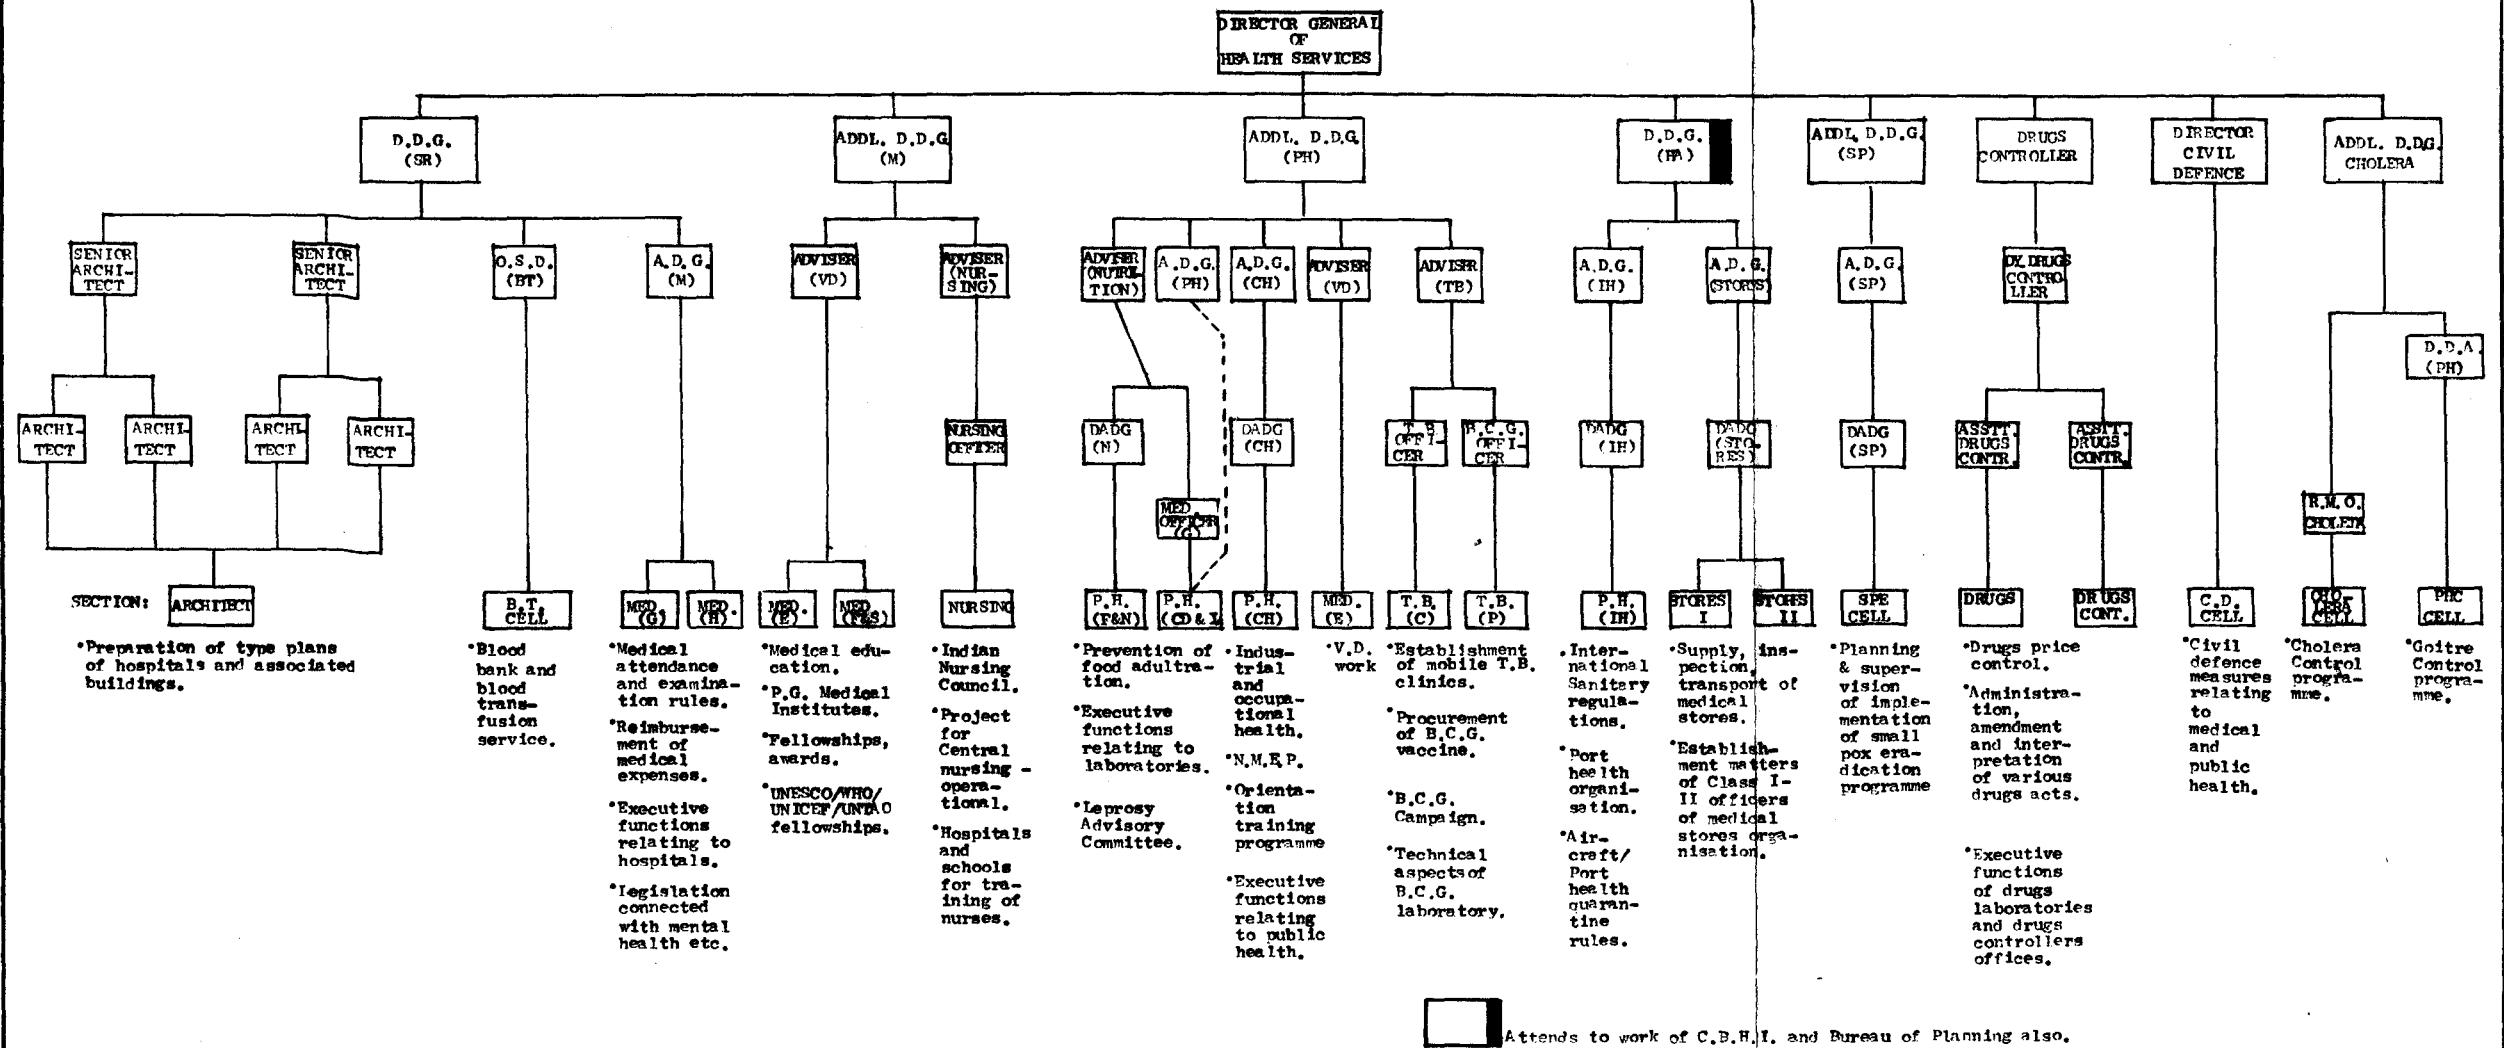 DIRECTOR GENERAL
OF
HEALTH SERVICES
D.D.G.
(SR)
ADDL. D.D.G
(M)
ADDL. D.D.G.
(PH)
D.D.G.
(PA)
ADDL. D.D.G.
(SP)
DRUGS
CONTROLLER
DIRECTOR
CIVIL
DEFENCE
ADDL. D.D.G.
CHOLERA
SENIOR
ARCHI-
TECT
SENIOR
ARCHI-
TECT
O.S.D.
(BT)
A.D.G.
(M)
ADVISER
(VD)
ADVISER
(NUR-
SING)
ADVISER
(NUTRI-
TION)
A.D.G.
(PH)
A.D.G.
(CH)
ADVISER
(VD)
ADVISER
(TB)
A.D.G.
(IH)
A.D.G.
(STORES)
A.D.G.
(SP)
DY.DRUGS
CONTRO-
LLER
D.D.A.
(PH)
ARCHI-
TECT
ARCHI-
TECT
ARCHI-
TECT
ARCHI-
TECT
NURSING
OFFICER
DADG
(N)
DADG
(CH)
T.B.
OFFI-
CER
B.C.G.
OFFI-
CER
DADG
(IH)
DADG
(STO-
RES)
DADG
(SP)
ASSTT.
DRUGS
CONTR.
ASSTT.
DRUGS
CONTR.
MED.
OFFICER
(G)
R.M.O.
CHOLERA
SECTION:
ARCHITECT
B.T.
CELL
MED.
(G)
MED.
(H)
MED.
(E)
MED.
(F&S)
NURSING
P.H.
(F&N)
P.H.
(CD & I)
P.H.
(CH)
MED.
(E)
T.B.
(C)
T.B.
(P)
P.H.
(IH)
STORES
I
STORES
II
SPE
CELL
DRUGS
DRUGS
CONT.
C.D.
CELL
CHO-
LERA
CELL
PHC
CELL
•Preparation of type plans
of hospitals and associated
buildings.
•Blood
bank and
blood
trans-
fusion
service.
•Medical
attendance
and examina-
tion rules.
•Reimburse-
ment of
medical
expenses.
•Executive
functions
relating to
hospitals.
•Legislation
connected
with mental
health etc.
•Medical edu-
cation.
•P.G. Medical
Institutes.
•Fellowships,
awards.
•UNESCO/WHO/
UNICEF/UNTAO
fellowships.
•Indian
Nursing
Council.
•Project
for
Central
nursing -
opera-
tional.
•Hospitals
and
schools
for tra-
ining of
nurses.
•Prevention of
food adultra-
tion.
•Executive
functions
relating to
laboratories.
•Leprosy
Advisory
Committee.
•Indus-
trial
and
occupa-
tional
health.
•N.M.E.P.
•Orienta-
tion
training
programme
•Executive
functions
relating
to public
health.
•V.D.
work
•Establishment
of mobile T.B.
clinics.
•Procurement
of B.C.G.
vaccine.
•B.C.G.
Campaign.
•Technical
aspects of
B.C.G.
laboratory.
•Inter-
national
Sanitary
regula-
tions.
•Port
health
organi-
sation.
•Air-
craft/
Port
health
quaran-
tine
rules.
•Supply, ins-
pection,
transport of
medical
stores.
•Establish-
ment matters
of Class I-
II officers
of medical
stores orga-
nisation.
•Planning
& super-
vision
of imple-
mentation
of small
pox era-
dication
programme
•Drugs price
control.
•Administra-
tion,
amendment
and inter-
pretation
of various
drugs acts.
•Executive
functions
of drugs
laboratories
and drugs
controllers
offices.
•Civil
defence
measures
relating
to
medical
and
public
health.
•Cholera
Control
progra-
mme.
•Goitre
Control
progra-
mme.
Attends to work of C.B.H.I. and Bureau of Planning also.